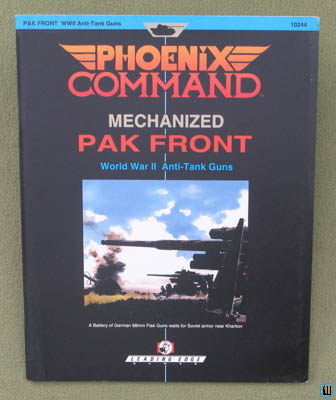 PAK FRONT WWII Anti-Tank Guns 10244
PHOENIX
COMMAND
MECHANIZED
PAK FRONT
World War II Anti-Tank Guns
A Battery of German 88mm Flak Guns waits for Soviet armor near Kharkov
LEADING EDGE